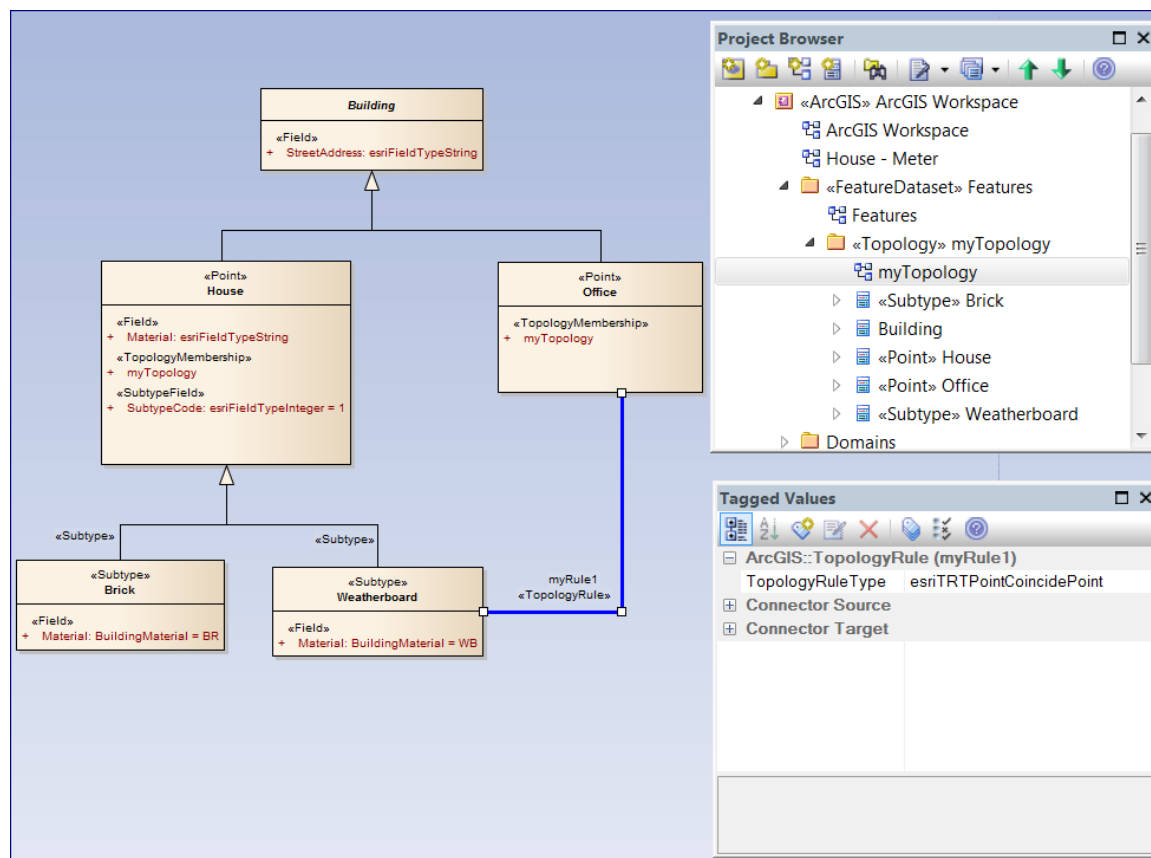 Building
«Field»
+ StreetAddress: esriFieldTypeString
«Point»
House
«Field»
+ Material: esriFieldTypeString
«TopologyMembership»
+ myTopology
«SubtypeField»
+ SubtypeCode: esriFieldTypeInteger = 1
«Point»
Office
«TopologyMembership»
+ myTopology
«Subtype»
«Subtype»
«Subtype»
Brick
«Field»
+ Material: BuildingMaterial = BR
«Subtype»
Weatherboard
«Field»
+ Material: BuildingMaterial = WB
myRule1
«TopologyRule»
Project Browser
«ArcGIS» ArcGIS Workspace
ArcGIS Workspace
House - Meter
«FeatureDataset» Features
Features
«Topology» myTopology
myTopology
«Subtype» Brick
Building
«Point» House
«Point» Office
«Subtype» Weatherboard
Domains
Tagged Values
ArcGIS::TopologyRule (myRule1)
TopologyRuleType esriTRTPointCoincidePoint
Connector Source
Connector Target